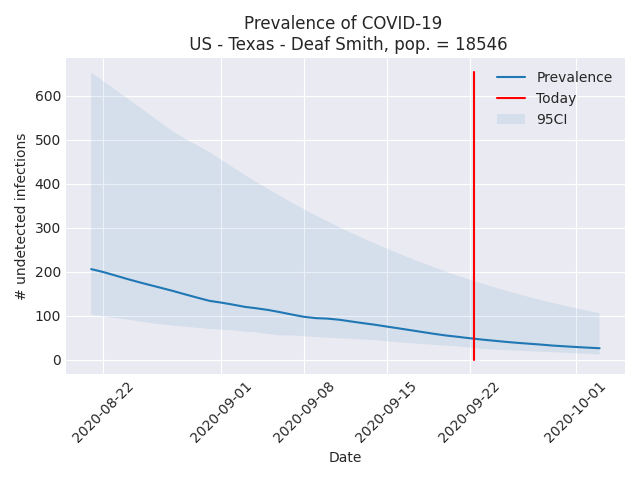 Prevalence of COVID-19
US - Texas - Deaf Smith, pop. = 18546
Prevalence
Today
95CI
600
500
400
300
200
100
0
# undetected infections
2020-08-22
2020-09-01
2020-09-08
2020-09-15
2020-09-22
2020-10-01
Date